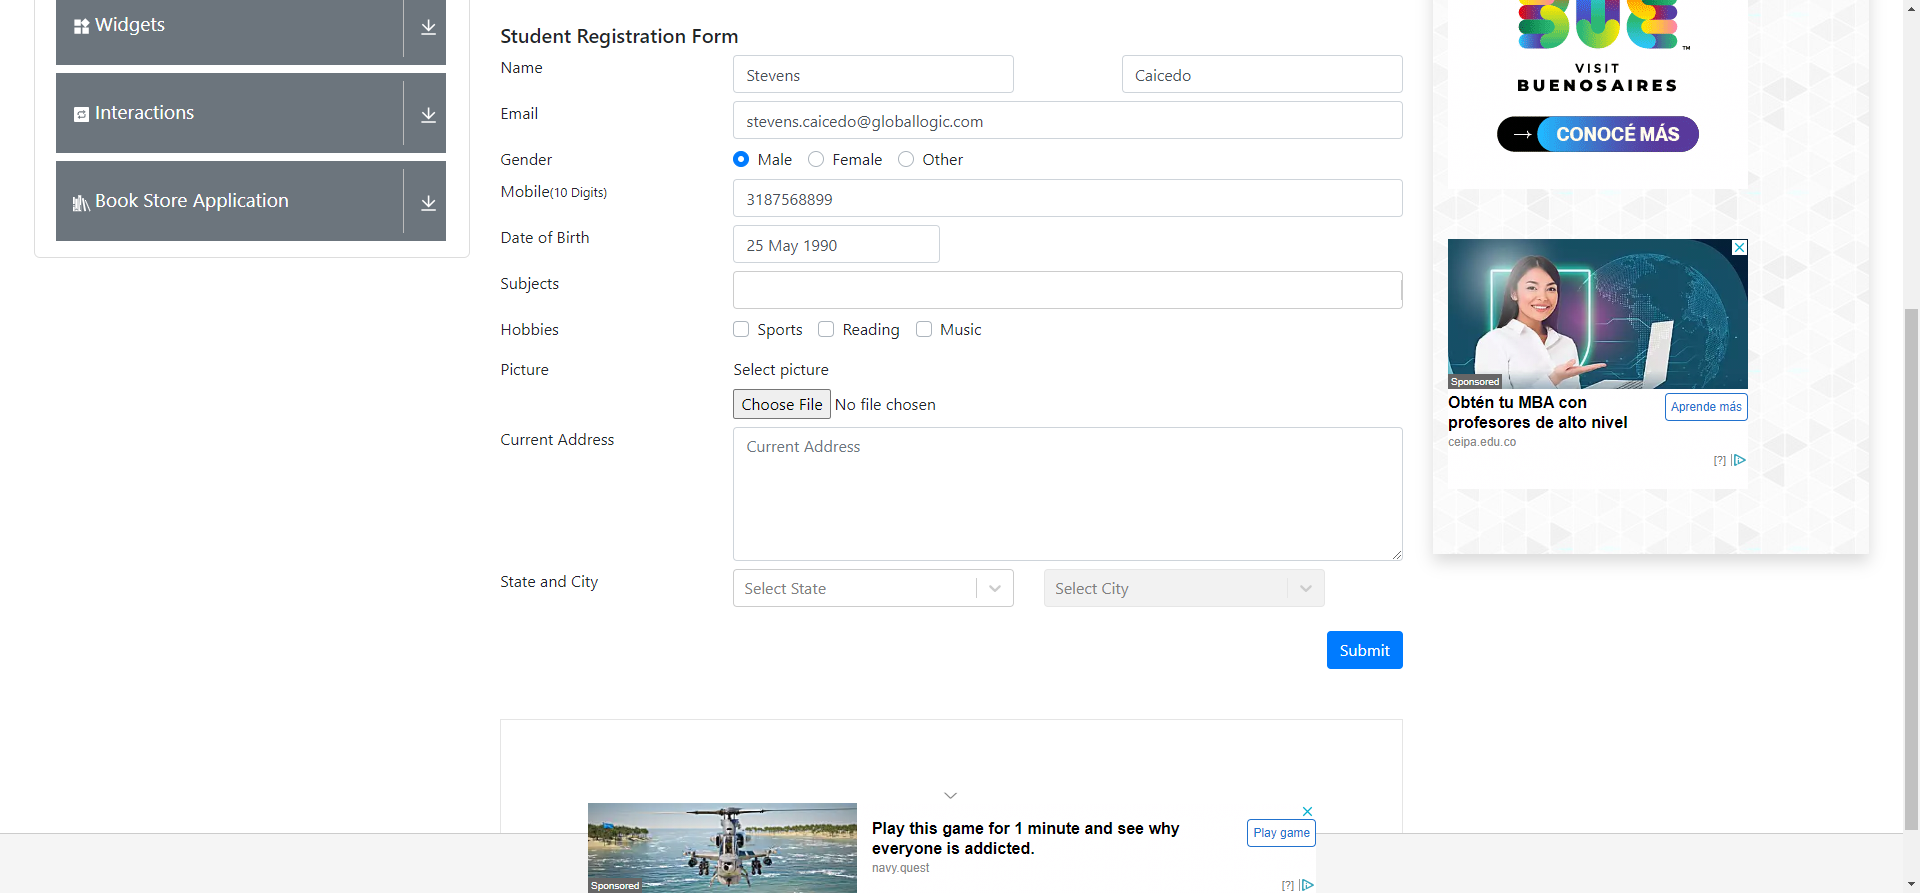 Widgets
Interactions
Book Store Application
Student Registration Form
Name
Stevens
Caicedo
Email
stevens.caicedo@globallogic.com
Gender
Male
Female
Other
Mobile(10 Digits)
3187568899
Date of Birth
25 May 1990
Subjects
Hobbies
Sports
Reading
Music
Picture
Select picture
Choose File No file chosen
Current Address
Current Address
State and City
Select State
Select City
Submit
BUE
™
VISIT
BUENOSAIRES
CONOCÉ MÁS
Sponsored
Obtén tu MBA con
profesores de alto nivel
Aprende más
ceipa.edu.co
[?]
Play this game for 1 minute and see why
everyone is addicted.
Play game
navy.quest
Sponsored
[?]